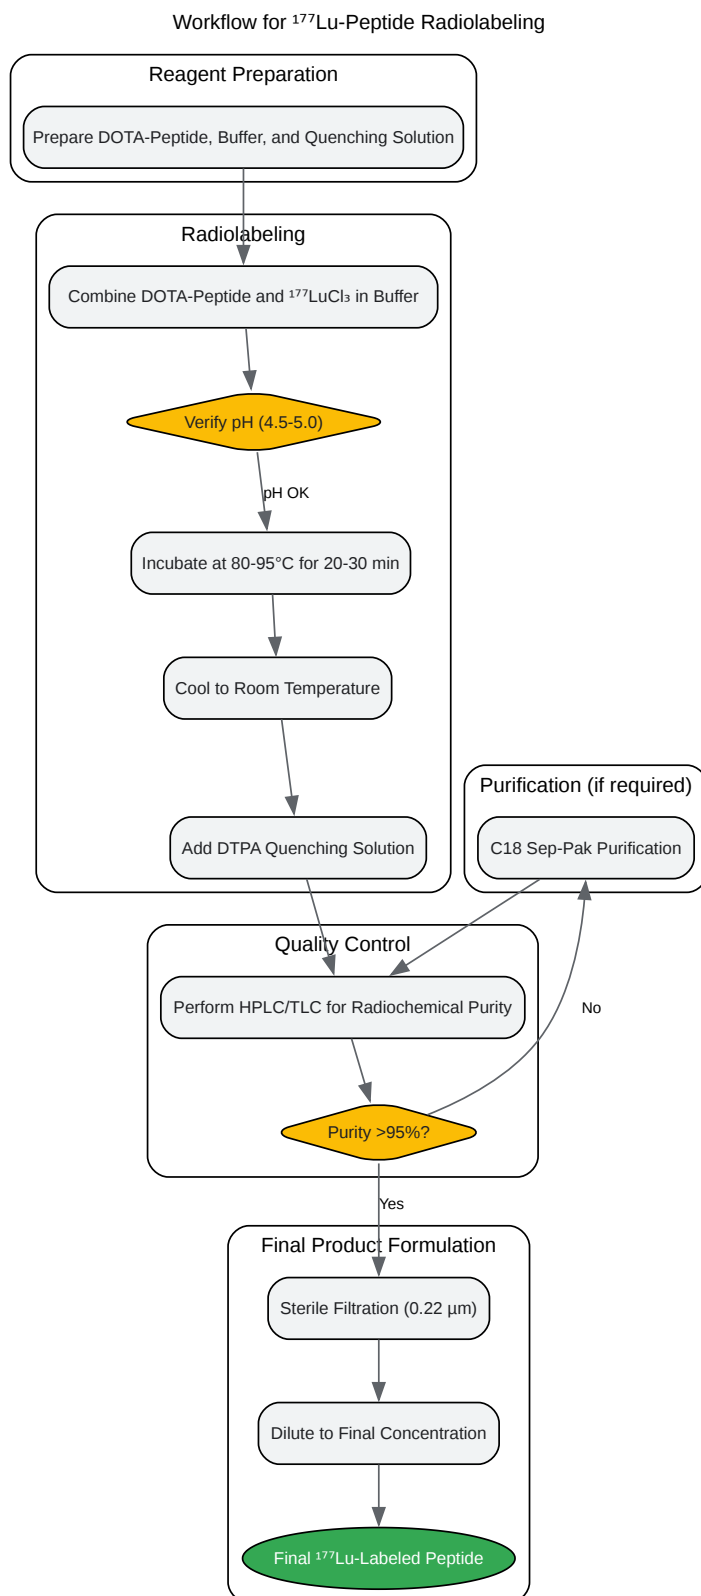 Workflow for ¹⁷⁷Lu-Peptide Radiolabeling
Reagent Preparation
Prepare DOTA-Peptide, Buffer, and Quenching Solution
Radiolabeling
Combine DOTA-Peptide and ¹⁷⁷LuCl₃ in Buffer
Verify pH (4.5-5.0)
pH OK
Incubate at 80-95°C for 20-30 min
Cool to Room Temperature
Add DTPA Quenching Solution
Purification (if required)
C18 Sep-Pak Purification
Quality Control
Perform HPLC/TLC for Radiochemical Purity
No
Purity >95%?
Yes
Final Product Formulation
Sterile Filtration (0.22 µm)
Dilute to Final Concentration
Final ¹⁷⁷Lu-Labeled Peptide